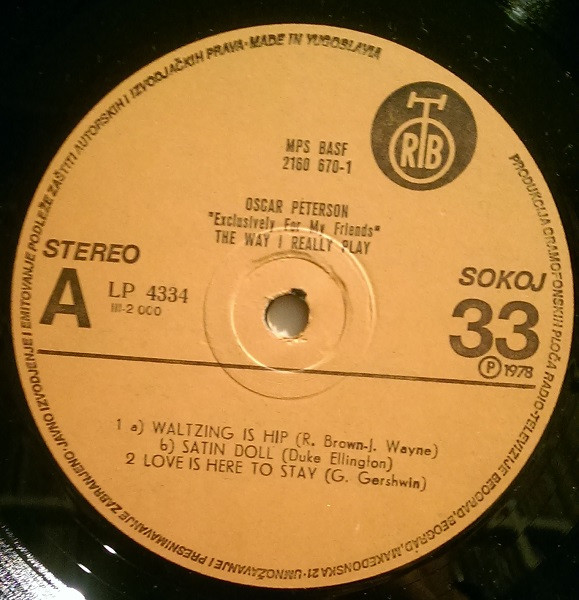 UMNOŽAVANJE I PRESNIMAVANJE ZABRANJENO•JAVNO IZVODJENJE I EMITOVANJE PODLEŽE ZAŠTITI AUTORSKIH I IZVODJAČKIH PRAVA•MADE IN YUGOSLAVIA
RTB
MPS BASF
2160 670-1
OSCAR PETERSON
"Exclusively For My Friends"
THE WAY I REALLY PLAY
STEREO
A
LP 4334
III-2 000
SOKOJ
33
P 1978
1 a) WALTZING IS HIP (R. Brown-J. Wayne)
b) SATIN DOLL (Duke Ellington)
2 LOVE IS HERE TO STAY (G. Gershwin)
PRODUKCIJA GRAMOFONSKIH PLOČA RADIO-TELEVIZIJE BEOGRAD, BEOGRAD, MAKEDONSKA 21